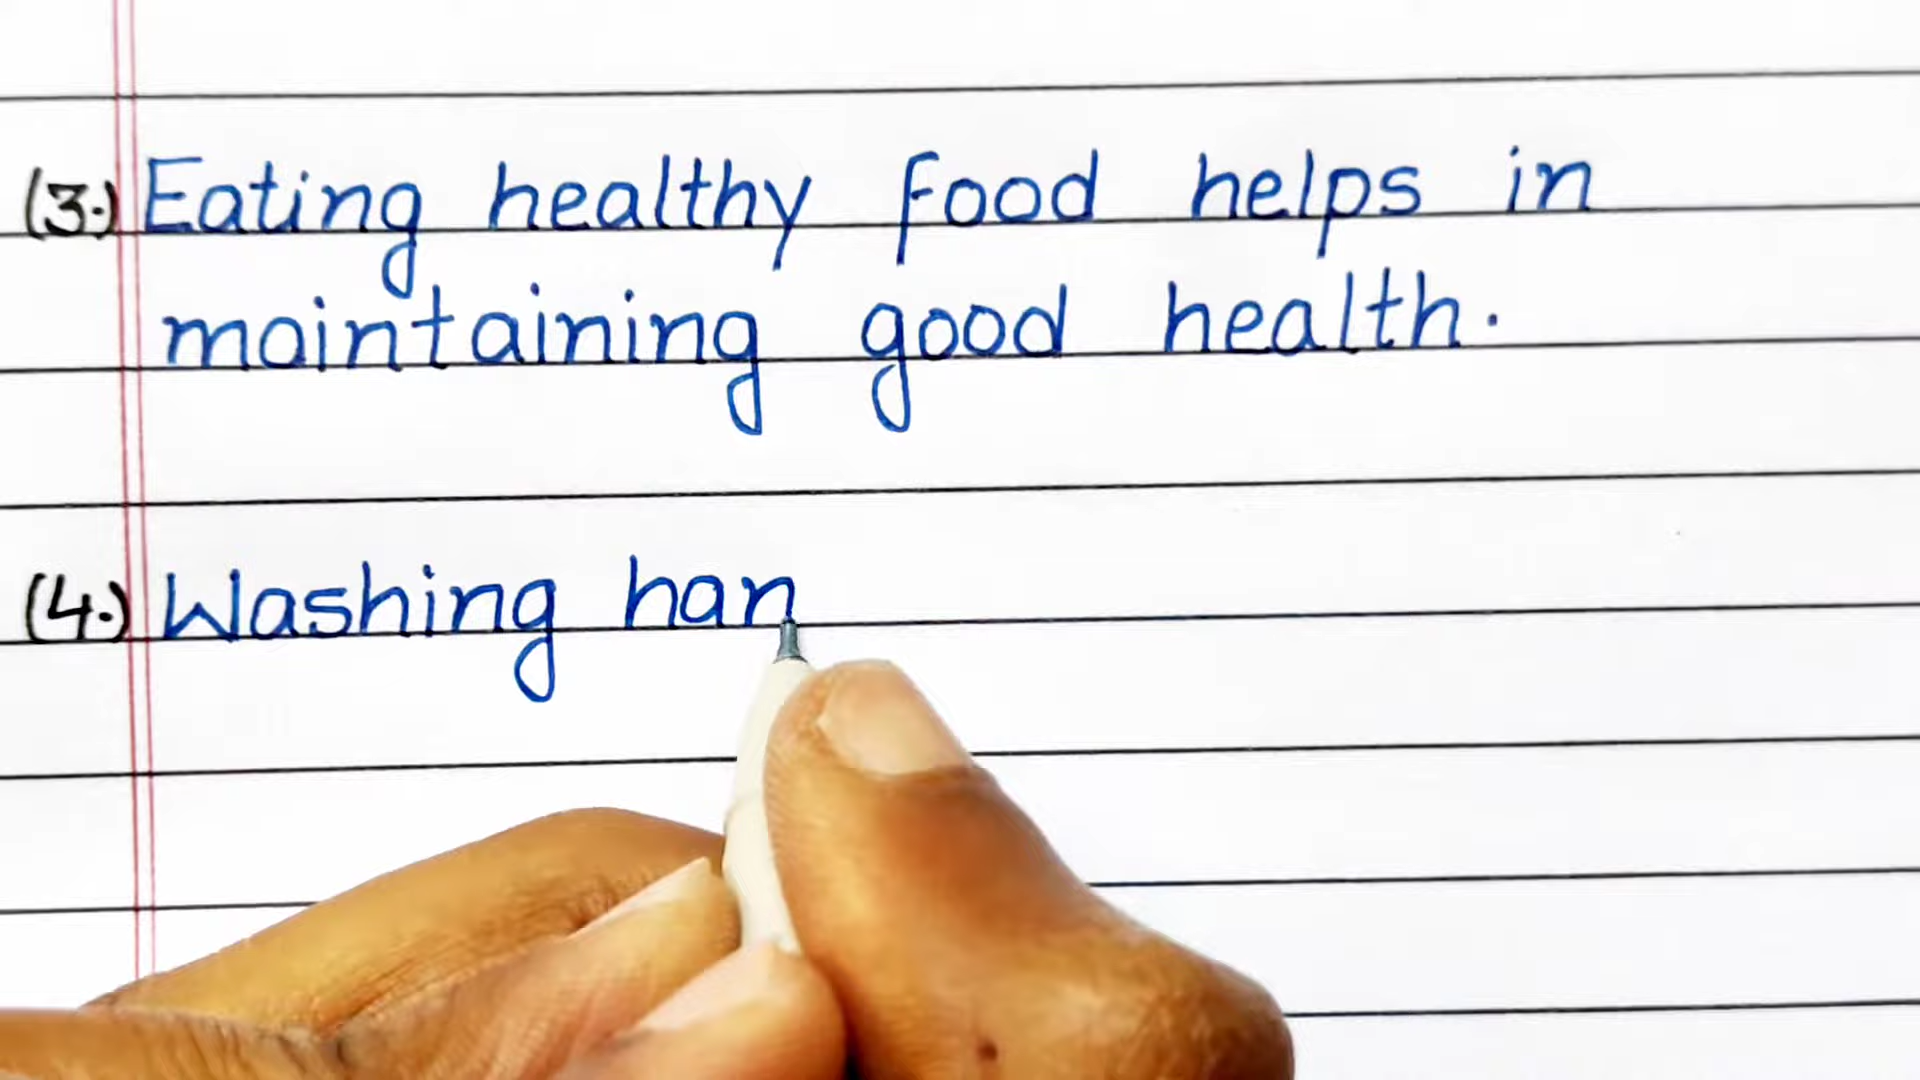 (3.) Eating healthy food helps in
maintaining good health.
(4.) Washing han